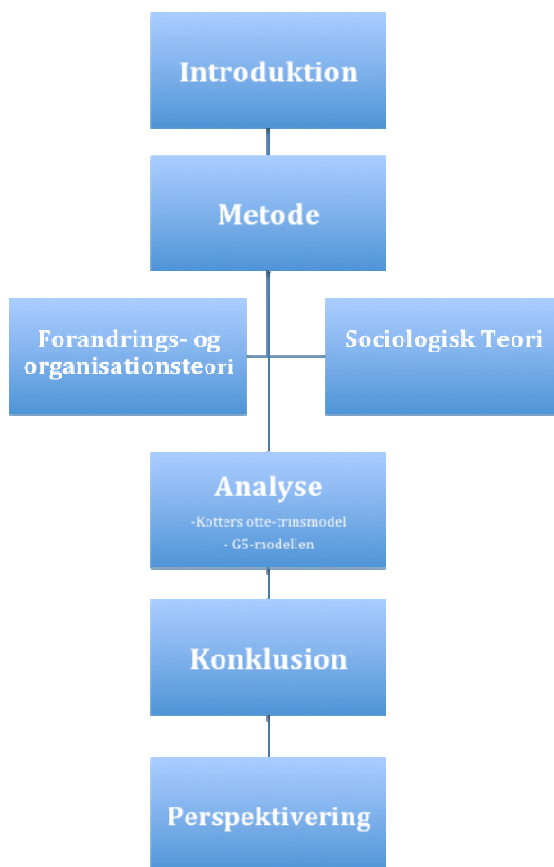 Introduktion
Metode
Forandrings- og
organisationsteori
Sociologisk Teori
Analyse
-Kotters otte-trinsmodel
- G5-modellen
Konklusion
Perspektivering